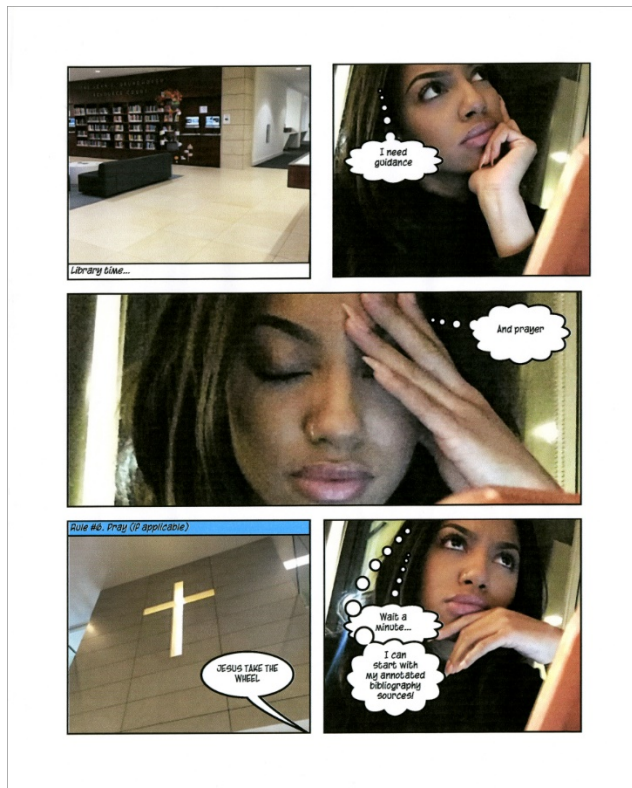 Library time...
I need
guidance
And prayer
Rule #6. Pray (if applicable)
JESUS TAKE THE
WHEEL
Wait a
minute...
I can
start with
my annotated
bibliography
sources!